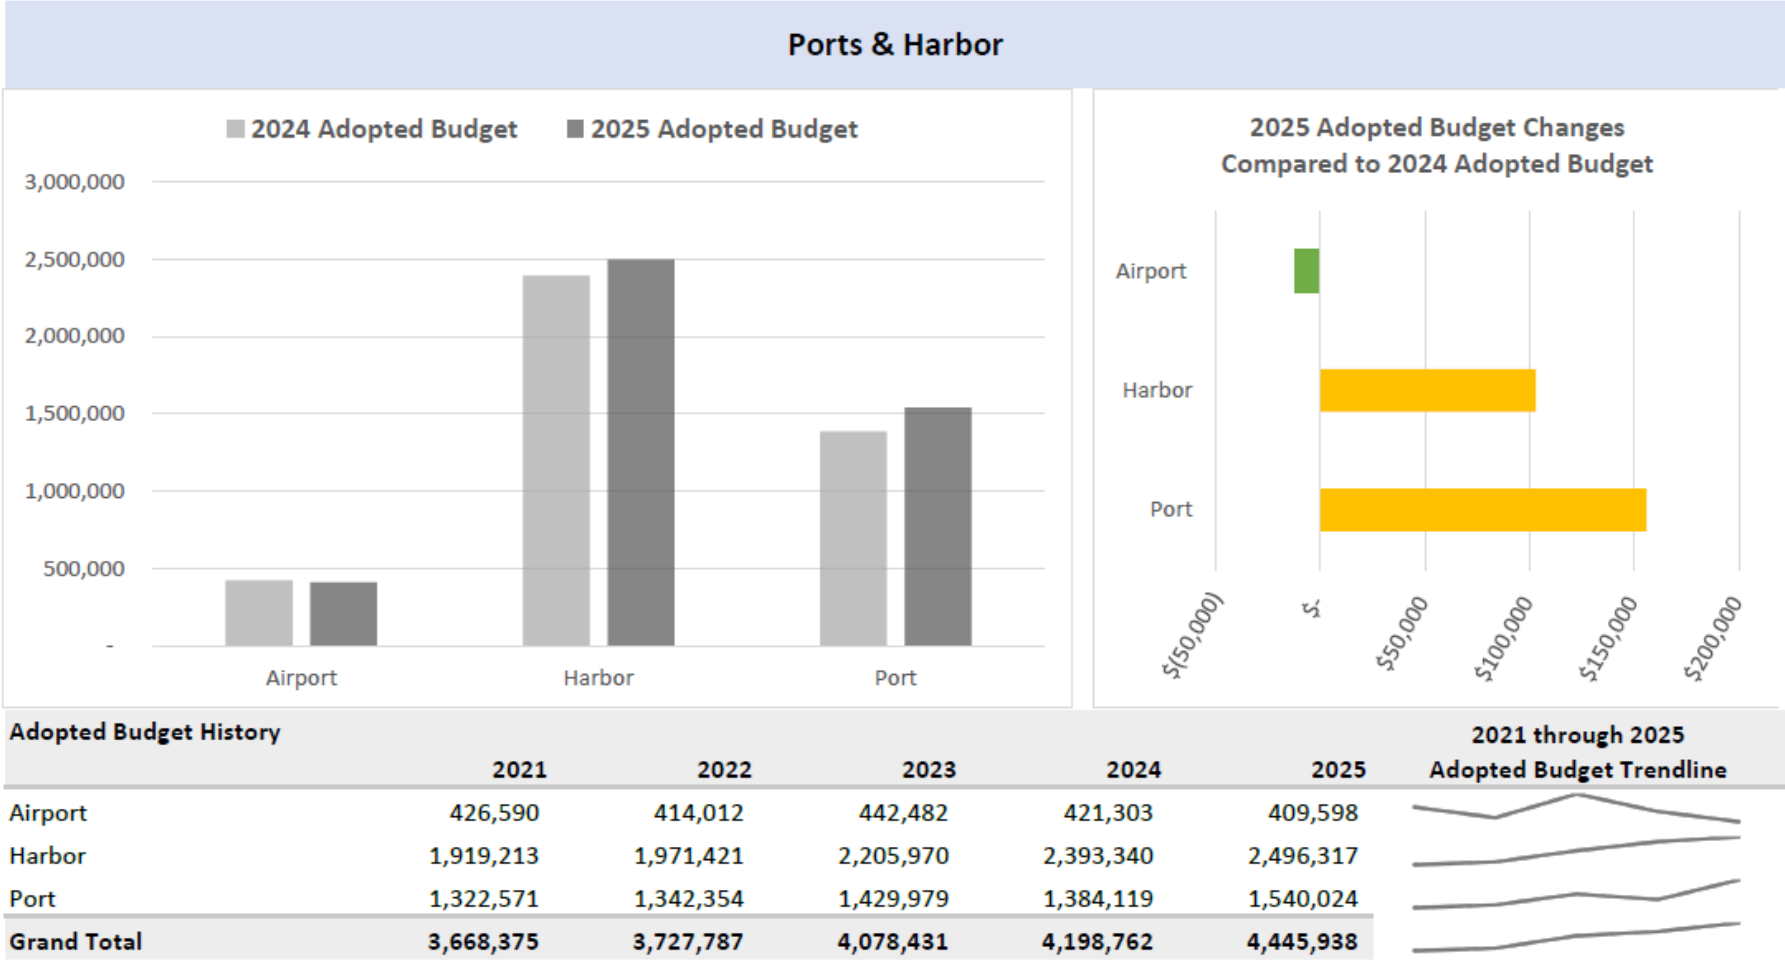 Ports & Harbor
2024 Adopted Budget 2025 Adopted Budget
3,000,000
2,500,000
2,000,000
1,500,000
1,000,000
500,000
-
Airport Harbor Port
2025 Adopted Budget Changes
Compared to 2024 Adopted Budget
Airport
Harbor
Port
$(50,000) $- $50,000 $100,000 $150,000 $200,000
Adopted Budget History 2021 through 2025
2021 2022 2023 2024 2025 Adopted Budget Trendline
Airport 426,590 414,012 442,482 421,303 409,598
Harbor 1,919,213 1,971,421 2,205,970 2,393,340 2,496,317
Port 1,322,571 1,342,354 1,429,979 1,384,119 1,540,024
Grand Total 3,668,375 3,727,787 4,078,431 4,198,762 4,445,938